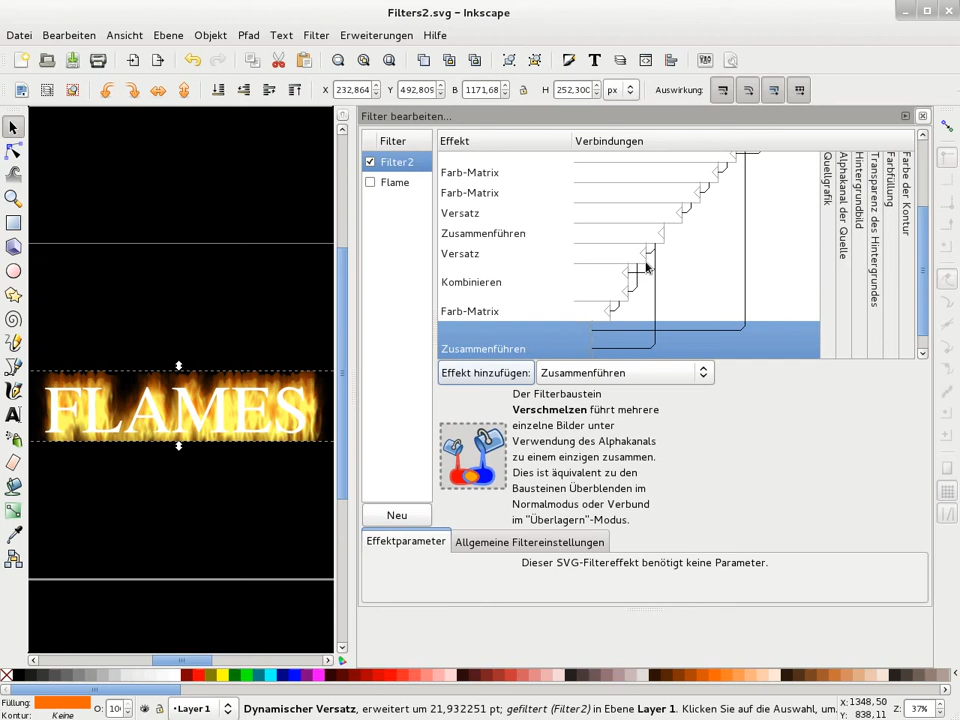 Filters2.svg – Inkscape
Datei Bearbeiten Ansicht Ebene Objekt Pfad Text Filter Erweiterungen Hilfe
X 232,864 Y 492,809 B 1171,68 H 252,300 px Auswirkung:
Filter bearbeiten...
Filter
Filter2
Flame
Neu
Effekt Verbindungen
Farb-Matrix
Farb-Matrix
Versatz
Zusammenführen
Versatz
Kombinieren
Farb-Matrix
Zusammenführen
Quellgrafik
Alphakanal der Quelle
Hintergrundbild
Transparenz des Hintergrundes
Farbfüllung
Farbe der Kontur
Effekt hinzufügen: Zusammenführen
Der Filterbaustein
Verschmelzen führt mehrere
einzelne Bilder unter
Verwendung des Alphakanals
zu einem einzigen zusammen.
Dies ist äquivalent zu den
Bausteinen Überblenden im
Normalmodus oder Verbund
im "Überlagern"-Modus.
Effektparameter Allgemeine Filtereinstellungen
Dieser SVG-Filtereffekt benötigt keine Parameter.
FLAMES
Füllung:
Kontur: Keine
O: 10 Layer 1 Dynamischer Versatz, erweitert um 21,932251 pt; gefiltert (Filter2) in Ebene Layer 1. Klicken Sie auf die Auswahl, um.
X:1348,50
Y: 838,11
Z: 37%